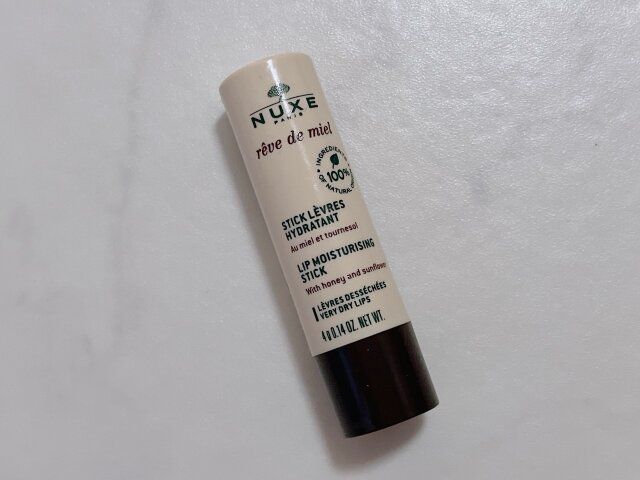 NUXE
PARIS
rêve de miel
100%
NATURAL
STICK LÈVRES
HYDRATANT
Au miel et tournesol
LIP MOISTURISING
STICK
With honey and sunflower
LÈVRES DESSÉCHÉES
VERY DRY LIPS
4 g 0.14 OZ. NET WT.